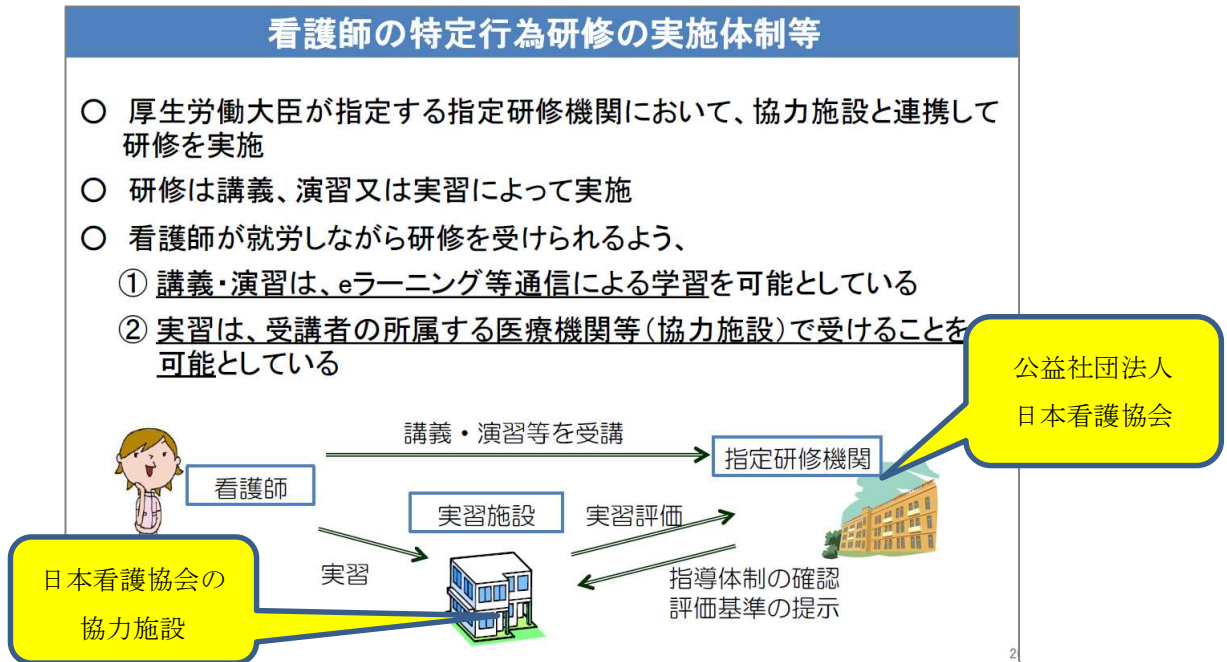 看護師の特定行為研修の実施体制等
○ 厚生労働大臣が指定する指定研修機関において、協力施設と連携して
研修を実施
○ 研修は講義、演習又は実習によって実施
○ 看護師が就労しながら研修を受けられるよう、
① 講義・演習は、eラーニング等通信による学習を可能としている
② 実習は、受講者の所属する医療機関等(協力施設)で受けることを
可能としている
公益社団法人
日本看護協会
講義・演習等を受講
指定研修機関
看護師
実習施設
実習評価
実習
指導体制の確認
評価基準の提示
日本看護協会の
協力施設